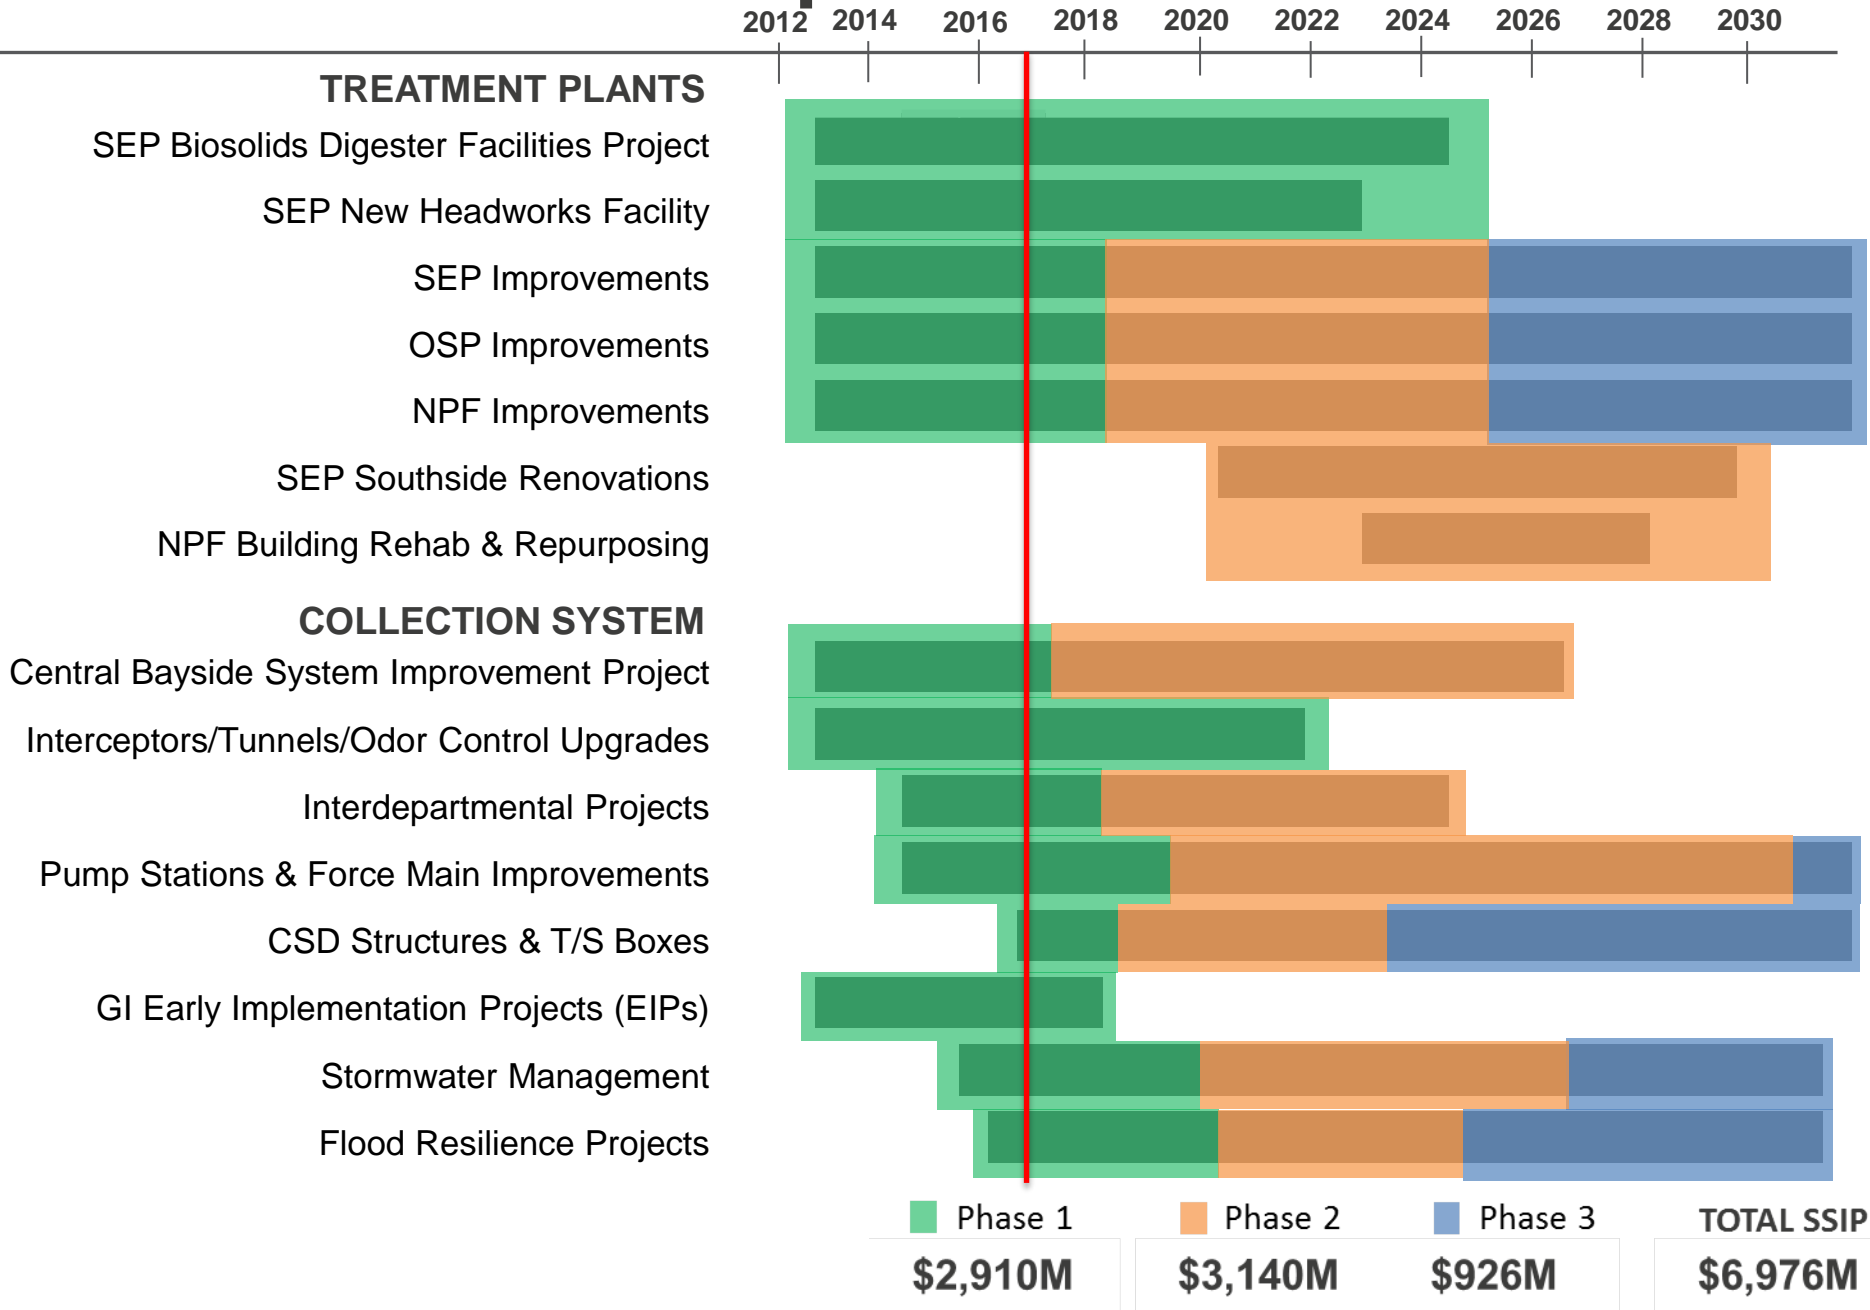 2012 2014 2016 2018 2020 2022 2024 2026 2028 2030
TREATMENT PLANTS
SEP Biosolids Digester Facilities Project
SEP New Headworks Facility
SEP Improvements
OSP Improvements
NPF Improvements
SEP Southside Renovations
NPF Building Rehab & Repurposing
COLLECTION SYSTEM
Central Bayside System Improvement Project
Interceptors/Tunnels/Odor Control Upgrades
Interdepartmental Projects
Pump Stations & Force Main Improvements
CSD Structures & T/S Boxes
GI Early Implementation Projects (EIPs)
Stormwater Management
Flood Resilience Projects
Phase 1 Phase 2 Phase 3 TOTAL SSIP
$2,910M $3,140M $926M $6,976M